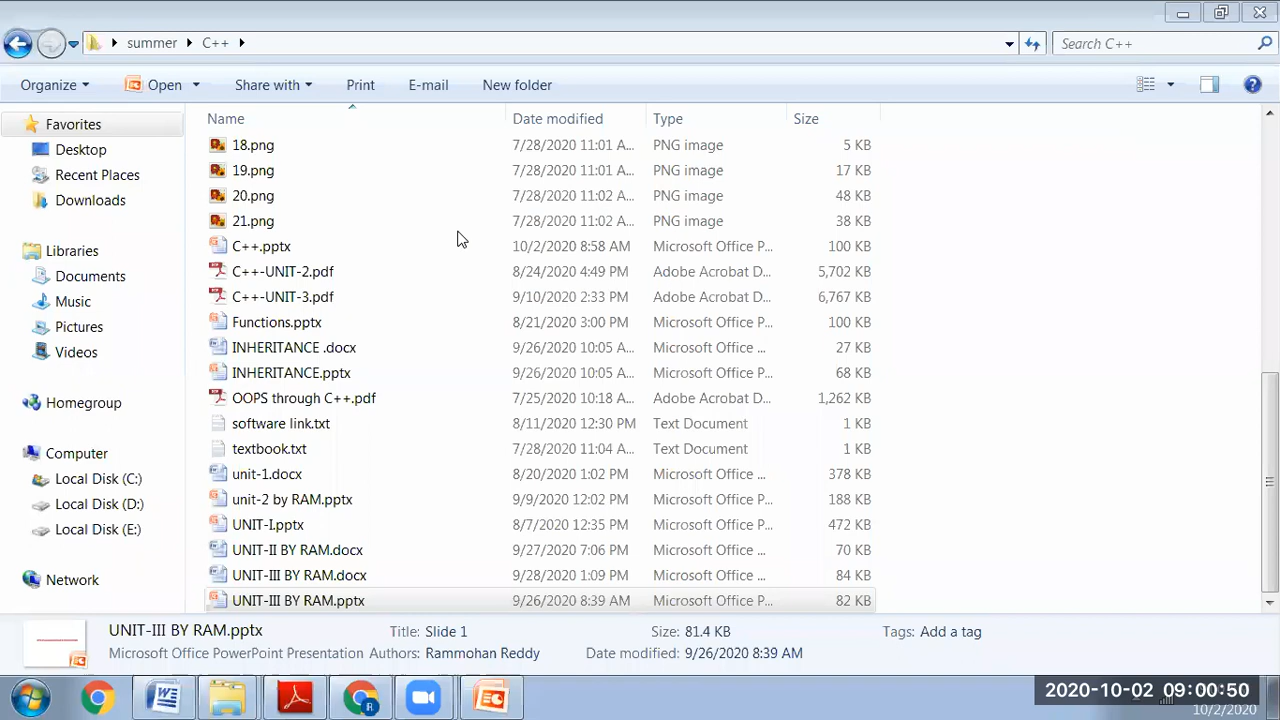 summer C++ Search C++
Organize Open Share with Print E-mail New folder
Name Date modified Type Size
Favorites
Desktop
Recent Places
Downloads
Libraries
Documents
Music
Pictures
Videos
Homegroup
Computer
Local Disk (C:)
Local Disk (D:)
Local Disk (E:)
Network
18.png 7/28/2020 11:01 A... PNG image 5 KB
19.png 7/28/2020 11:01 A... PNG image 17 KB
20.png 7/28/2020 11:02 A... PNG image 48 KB
21.png 7/28/2020 11:02 A... PNG image 38 KB
C++.pptx 10/2/2020 8:58 AM Microsoft Office P... 100 KB
C++-UNIT-2.pdf 8/24/2020 4:49 PM Adobe Acrobat D... 5,702 KB
C++-UNIT-3.pdf 9/10/2020 2:33 PM Adobe Acrobat D... 6,767 KB
Functions.pptx 8/21/2020 3:00 PM Microsoft Office P... 100 KB
INHERITANCE .docx 9/26/2020 10:05 A... Microsoft Office ... 27 KB
INHERITANCE.pptx 9/26/2020 10:05 A... Microsoft Office P... 68 KB
OOPS through C++.pdf 7/25/2020 10:18 A... Adobe Acrobat D... 1,262 KB
software link.txt 8/11/2020 12:30 PM Text Document 1 KB
textbook.txt 7/28/2020 11:04 A... Text Document 1 KB
unit-1.docx 8/20/2020 1:02 PM Microsoft Office ... 378 KB
unit-2 by RAM.pptx 9/9/2020 12:02 PM Microsoft Office P... 188 KB
UNIT-I.pptx 8/7/2020 12:35 PM Microsoft Office P... 472 KB
UNIT-II BY RAM.docx 9/27/2020 7:06 PM Microsoft Office ... 70 KB
UNIT-III BY RAM.docx 9/28/2020 1:09 PM Microsoft Office ... 84 KB
UNIT-III BY RAM.pptx 9/26/2020 8:39 AM Microsoft Office P... 82 KB
UNIT-III BY RAM.pptx Title: Slide 1 Size: 81.4 KB Tags: Add a tag
Microsoft Office PowerPoint Presentation Authors: Rammohan Reddy Date modified: 9/26/2020 8:39 AM
2020-10-02 09:00:50
10/2/2020